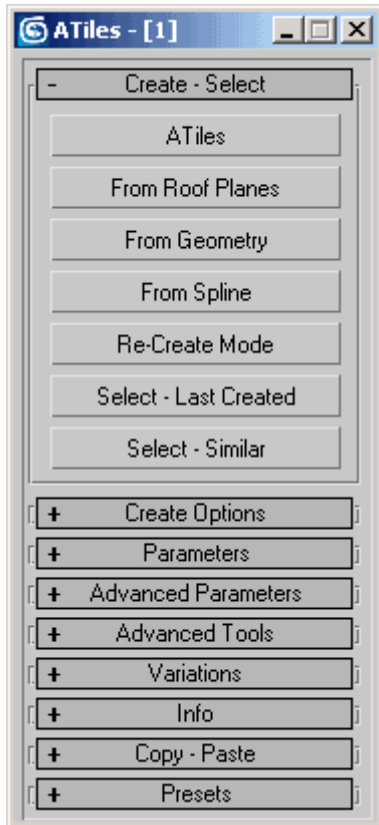 ATiles - [1]
- Create - Select
ATiles
From Roof Planes
From Geometry
From Spline
Re-Create Mode
Select - Last Created
Select - Similar
+ Create Options
+ Parameters
+ Advanced Parameters
+ Advanced Tools
+ Variations
+ Info
+ Copy - Paste
+ Presets